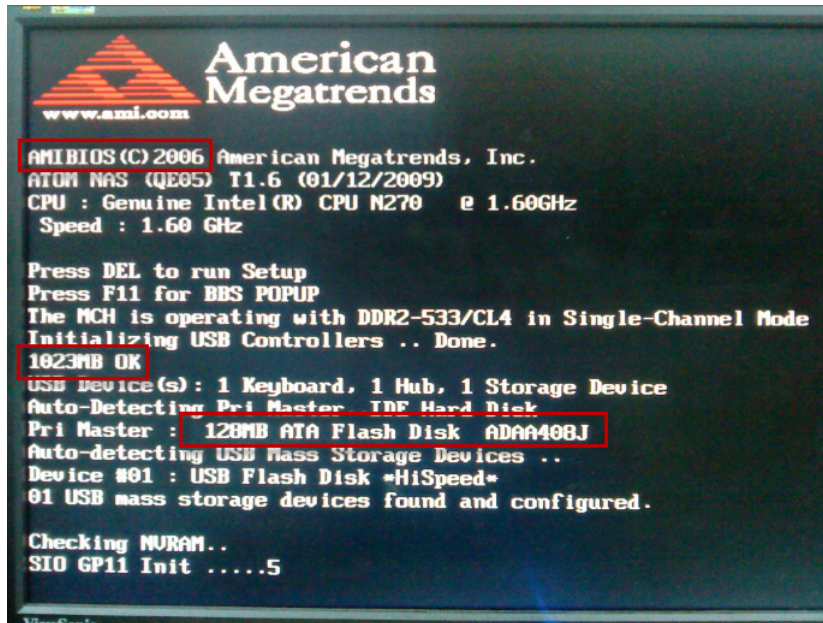 American
Megatrends
www.ami.com
AMIBIOS(C)2006 American Megatrends, Inc.
ATOM NAS (QE05) T1.6 (01/12/2009)
CPU : Genuine Intel(R) CPU N270 @ 1.60GHz
Speed : 1.60 GHz
Press DEL to run Setup
Press F11 for BBS POPUP
The MCH is operating with DDR2-533/CL4 in Single-Channel Mode
Initializing USB Controllers .. Done.
1023MB OK
USB Device(s): 1 Keyboard, 1 Hub, 1 Storage Device
Auto-Detecting Pri Master..IDE Hard Disk
Pri Master : 128MB ATA Flash Disk ADAA408J
Auto-detecting USB Mass Storage Devices ..
Device #01 : USB Flash Disk *HiSpeed*
01 USB mass storage devices found and configured.
Checking NVRAM..
SIO GP11 Init .....5